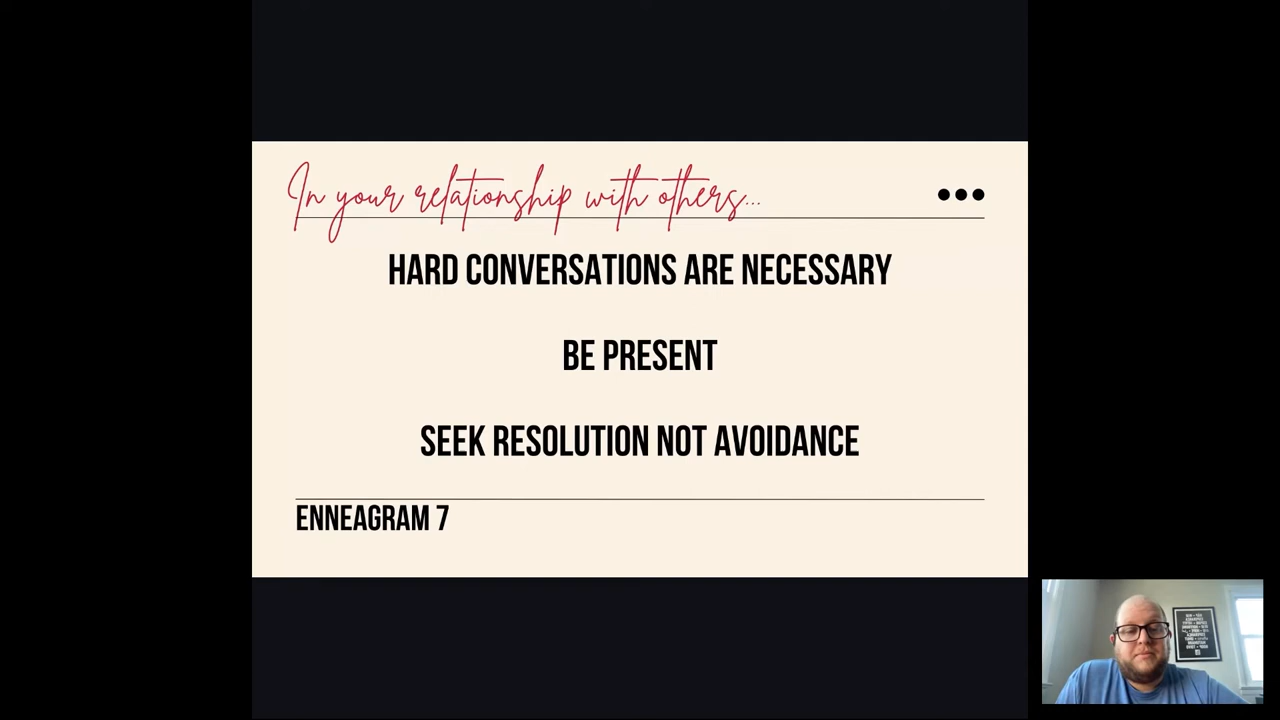 In your relationship with others...
HARD CONVERSATIONS ARE NECESSARY
BE PRESENT
SEEK RESOLUTION NOT AVOIDANCE
ENNEAGRAM 7